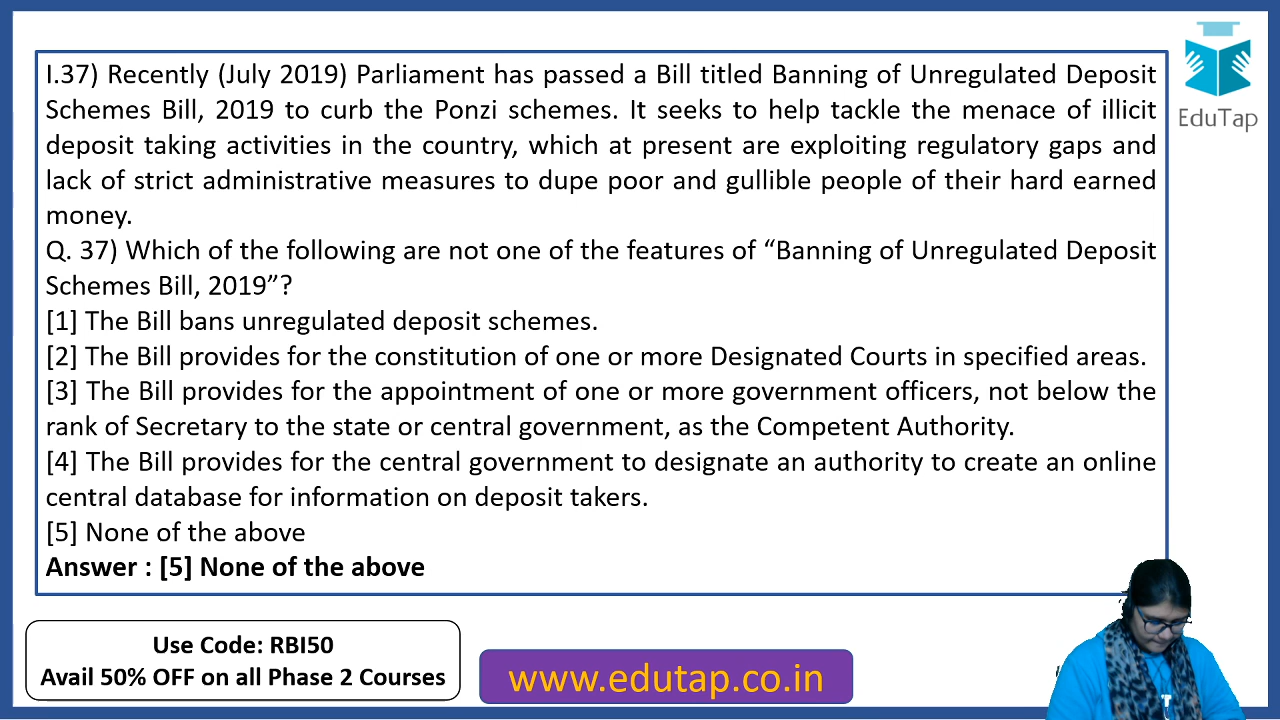 I.37) Recently (July 2019) Parliament has passed a Bill titled Banning of Unregulated Deposit
Schemes Bill, 2019 to curb the Ponzi schemes. It seeks to help tackle the menace of illicit
deposit taking activities in the country, which at present are exploiting regulatory gaps and
lack of strict administrative measures to dupe poor and gullible people of their hard earned
money.
Q. 37) Which of the following are not one of the features of “Banning of Unregulated Deposit
Schemes Bill, 2019”?
[1] The Bill bans unregulated deposit schemes.
[2] The Bill provides for the constitution of one or more Designated Courts in specified areas.
[3] The Bill provides for the appointment of one or more government officers, not below the
rank of Secretary to the state or central government, as the Competent Authority.
[4] The Bill provides for the central government to designate an authority to create an online
central database for information on deposit takers.
[5] None of the above
Answer : [5] None of the above
EduTap
Use Code: RBI50
Avail 50% OFF on all Phase 2 Courses
www.edutap.co.in